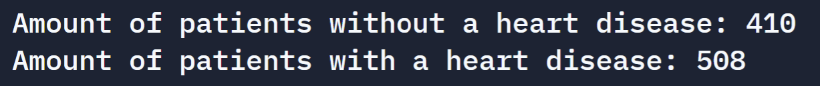 Amount of patients without a heart disease: 410
Amount of patients with a heart disease: 508